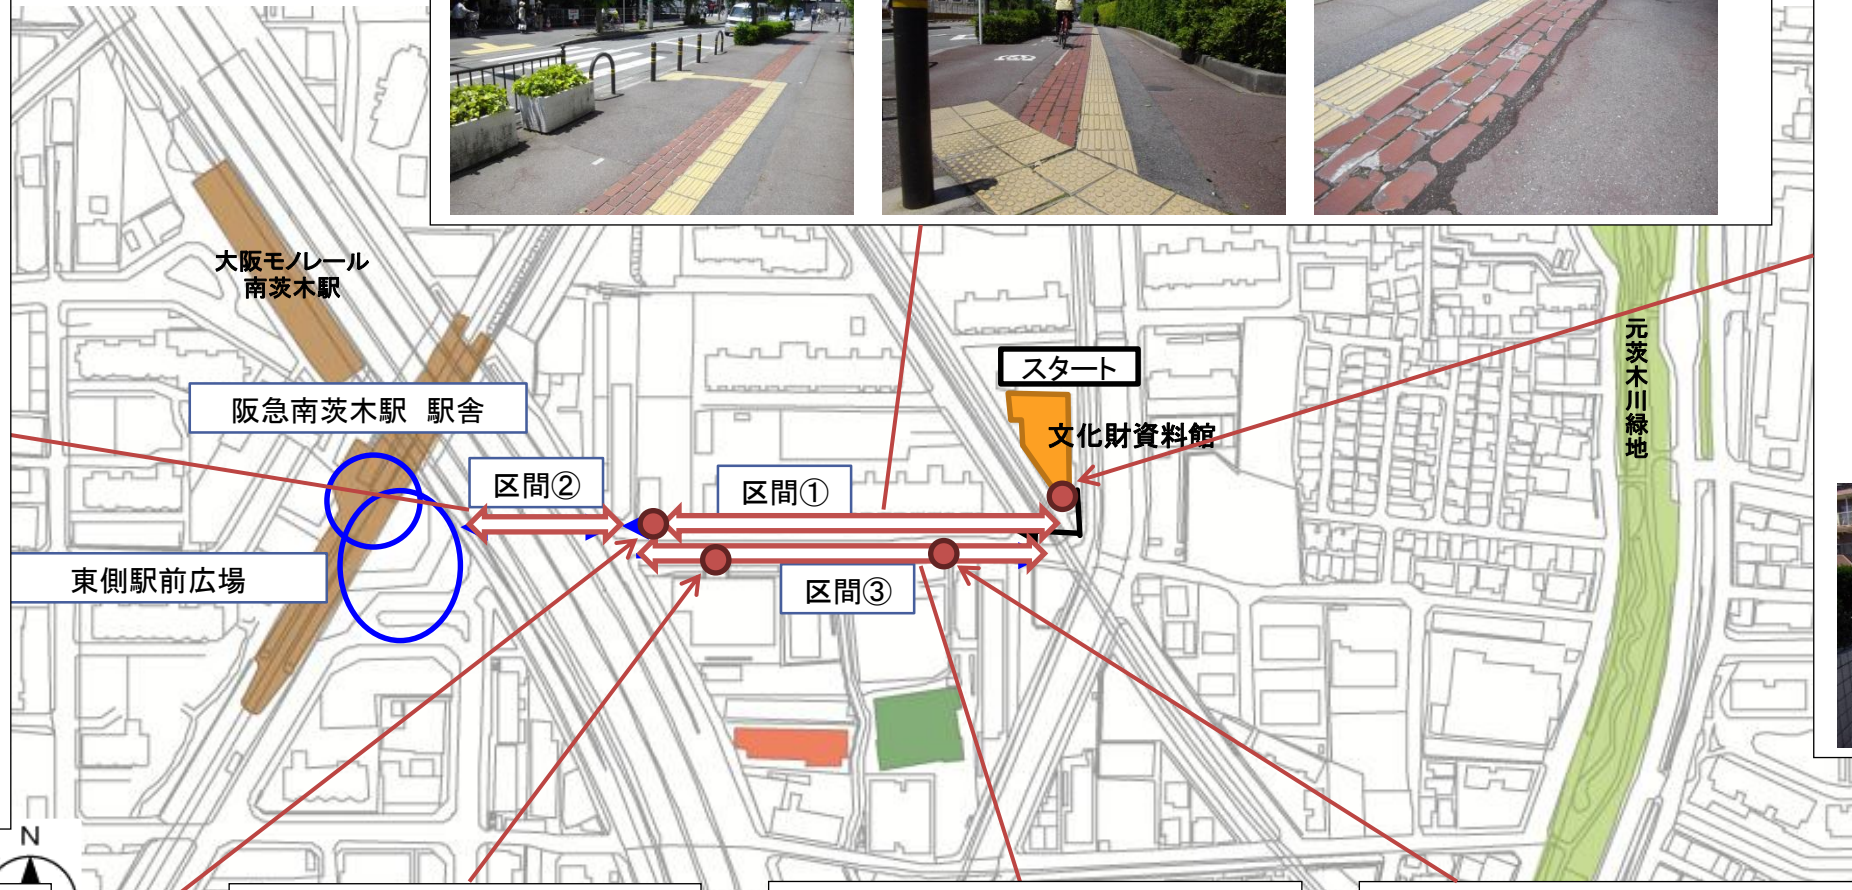 大阪モノレール
南茨木駅
スタート
元茨木川緑地
阪急南茨木駅　駅舎
文化財資料館
区間②
区間①
東側駅前広場
区間③
N